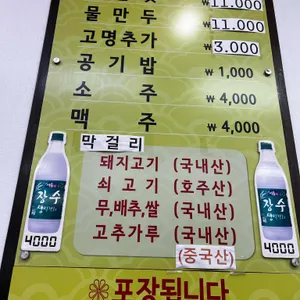 ₩11.000
물만두 ₩11.000
고명추가 ₩3.000
공기밥 ₩1,000
소주 ₩4,000
맥주 ₩4,000
막걸리
장수
4000
장수
4000
돼지고기 (국내산)
쇠고기 (호주산)
무,배추,쌀 (국내산)
고추가루 (국내산)
(중국산)
포장됩니다